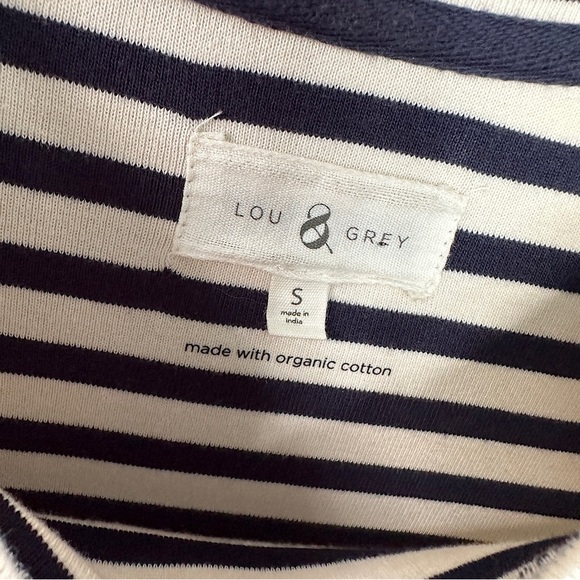 LOU & GREY
S
made in
india
made with organic cotton